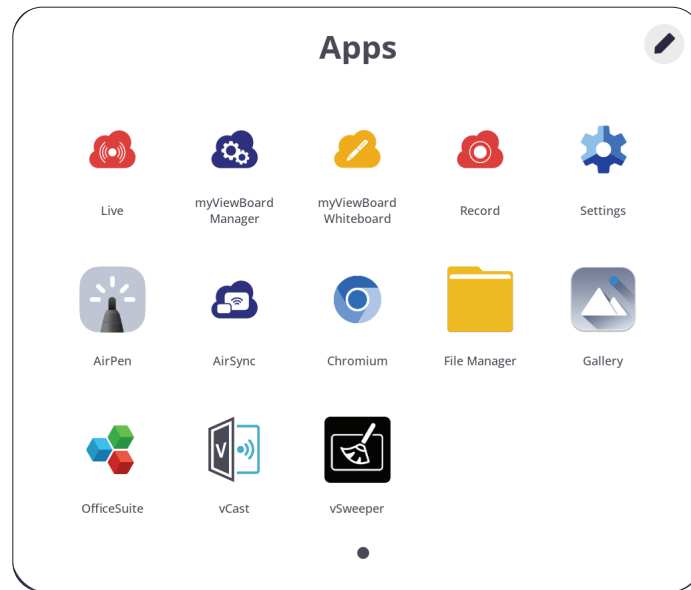 Apps
Live
myViewBoard
Manager
myViewBoard
Whiteboard
Record
Settings
AirPen
AirSync
Chromium
File Manager
Gallery
OfficeSuite
V
vCast
vSweeper